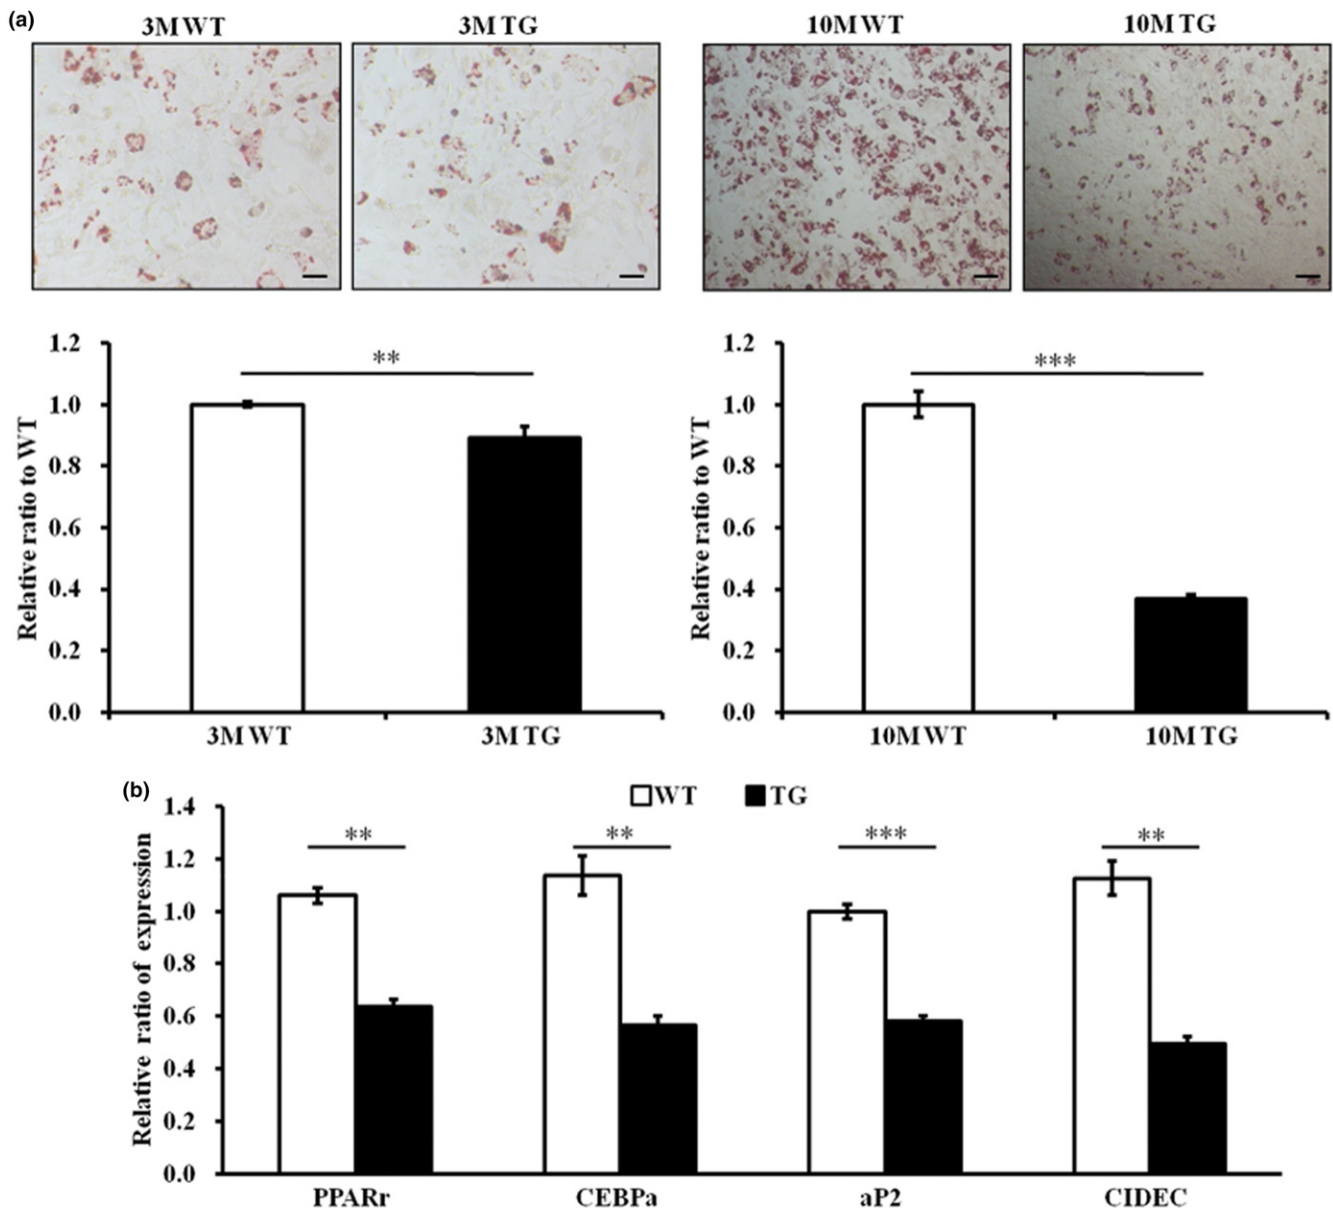 (a)
3M WT 3M TG 10M WT 10M TG
1.2
1.0
0.8
0.6
0.4
0.2
0.0
Relative ratio to WT
**
3M WT 3M TG
1.2
1.0
0.8
0.6
0.4
0.2
0.0
Relative ratio to WT
***
10M WT 10M TG
(b)
WT TG
1.4
1.2
1.0
0.8
0.6
0.4
0.2
0.0
Relative ratio of expression
** ** *** **
PPARr CEBPa aP2 CIDEC